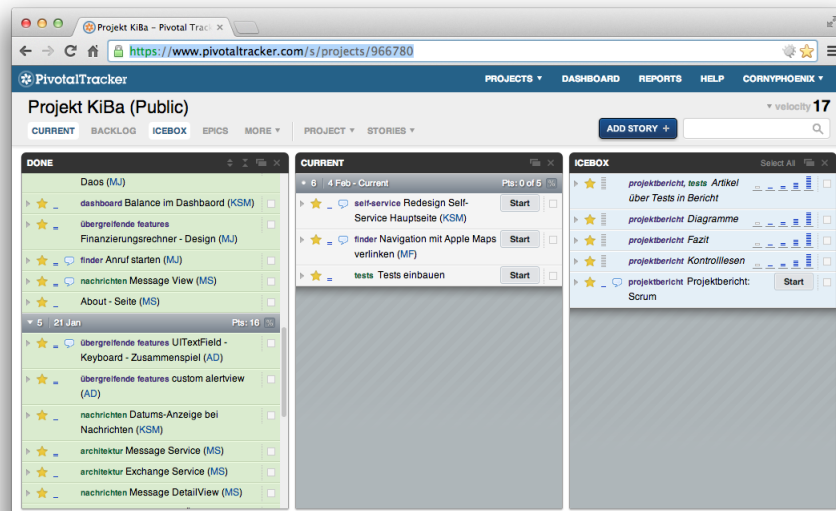 Projekt KiBa – Pivotal Trac
https://www.pivotaltracker.com/s/projects/966780
PivotalTracker
PROJECTS DASHBOARD REPORTS HELP CORNYPHOENIX
Projekt KiBa (Public)
velocity 17
CURRENT BACKLOG ICEBOX EPICS MORE PROJECT STORIES
ADD STORY +
DONE
Daos (MJ)
dashboard Balance im Dashbaord (KSM)
übergreifende features
Finanzierungsrechner - Design (MJ)
finder Anruf starten (MJ)
nachrichten Message View (MS)
About - Seite (MS)
5 21 Jan Pts: 16 %
übergreifende features UITextField -
Keyboard - Zusammenspiel (AD)
übergreifende features custom alertview
(AD)
nachrichten Datums-Anzeige bei
Nachrichten (KSM)
architektur Message Service (MS)
architektur Exchange Service (MS)
nachrichten Message DetailView (MS)
CURRENT
6 4 Feb - Current Pts: 0 of 5 %
self-service Redesign Self-
Service Hauptseite (KSM)
Start
finder Navigation mit Apple Maps
verlinken (MF)
Start
tests Tests einbauen
Start
ICEBOX
Select All
projektbericht, tests Artikel
über Tests in Bericht
projektbericht Diagramme
projektbericht Fazit
projektbericht Kontrolllesen
projektbericht Projektbericht:
Scrum
Start